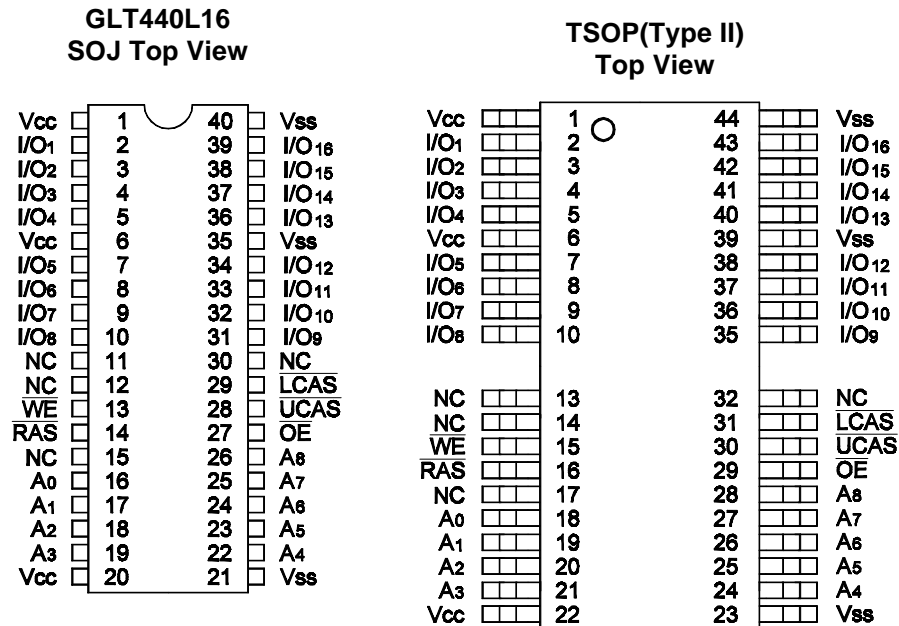 GLT440L16
SOJ Top View
Vcc 1 40 Vss
I/O1 2 39 I/O16
I/O2 3 38 I/O15
I/O3 4 37 I/O14
I/O4 5 36 I/O13
Vcc 6 35 Vss
I/O5 7 34 I/O12
I/O6 8 33 I/O11
I/O7 9 32 I/O10
I/O8 10 31 I/O9
NC 11 30 NC
NC 12 29 LCAS
WE 13 28 UCAS
RAS 14 27 OE
NC 15 26 A8
A0 16 25 A7
A1 17 24 A6
A2 18 23 A5
A3 19 22 A4
Vcc 20 21 Vss
TSOP(Type II)
Top View
Vcc 1 44 Vss
I/O1 2 43 I/O16
I/O2 3 42 I/O15
I/O3 4 41 I/O14
I/O4 5 40 I/O13
Vcc 6 39 Vss
I/O5 7 38 I/O12
I/O6 8 37 I/O11
I/O7 9 36 I/O10
I/O8 10 35 I/O9
NC 13 32 NC
NC 14 31 LCAS
WE 15 30 UCAS
RAS 16 29 OE
NC 17 28 A8
A0 18 27 A7
A1 19 26 A6
A2 20 25 A5
A3 21 24 A4
Vcc 22 23 Vss